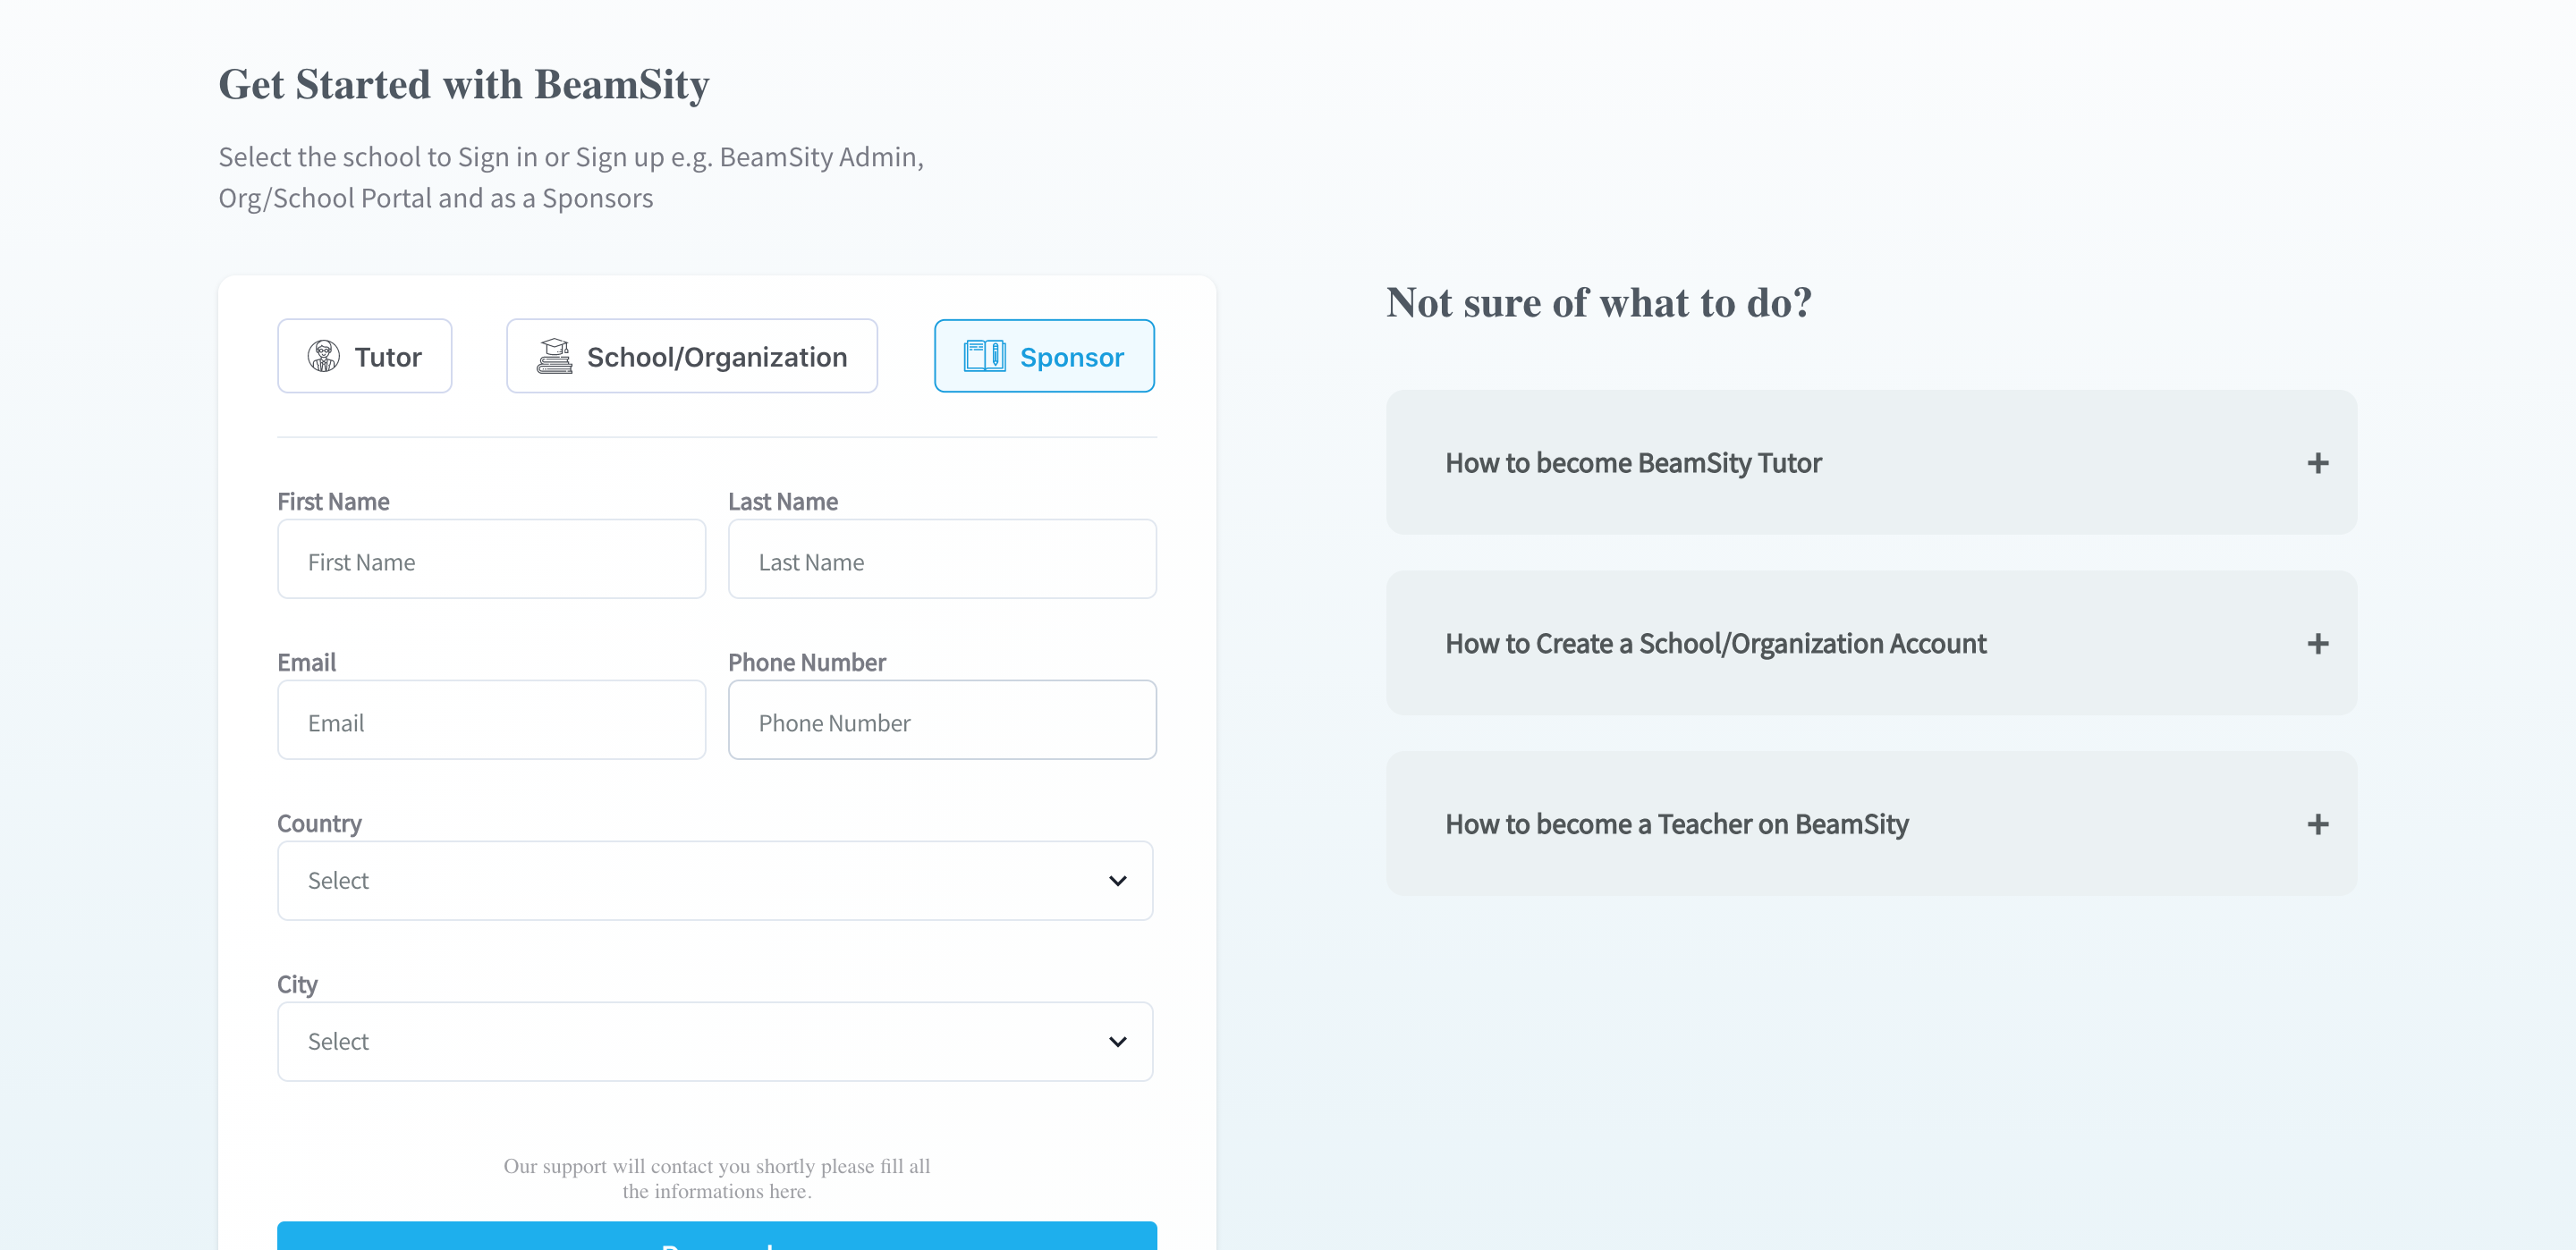 Get Started with BeamSity
Select the school to Sign in or Sign up e.g. BeamSity Admin,
Org/School Portal and as a Sponsors
Tutor
School/Organization
Sponsor
First Name
Last Name
First Name
Last Name
Email
Phone Number
Email
Phone Number
Country
Select
City
Select
Our support will contact you shortly please fill all
the informations here.
Not sure of what to do?
How to become BeamSity Tutor
How to Create a School/Organization Account
How to become a Teacher on BeamSity